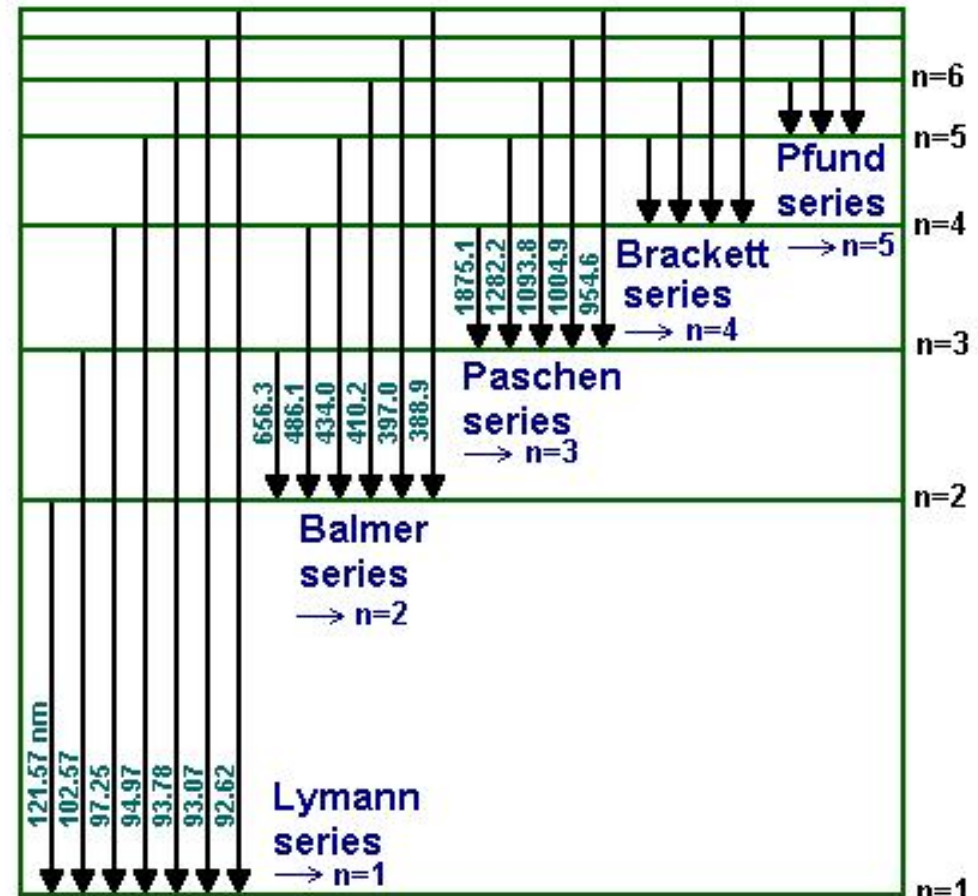 n=6
n=5
Pfund
series
→ n=5
n=4
1875.1
1282.2
1093.8
1004.9
954.6
Brackett
series
→ n=4
n=3
656.3
486.1
434.0
410.2
397.0
388.9
Paschen
series
→ n=3
n=2
Balmer
series
→ n=2
121.57 nm
102.57
97.25
94.97
93.78
93.07
92.62
Lymann
series
→ n=1
n=1